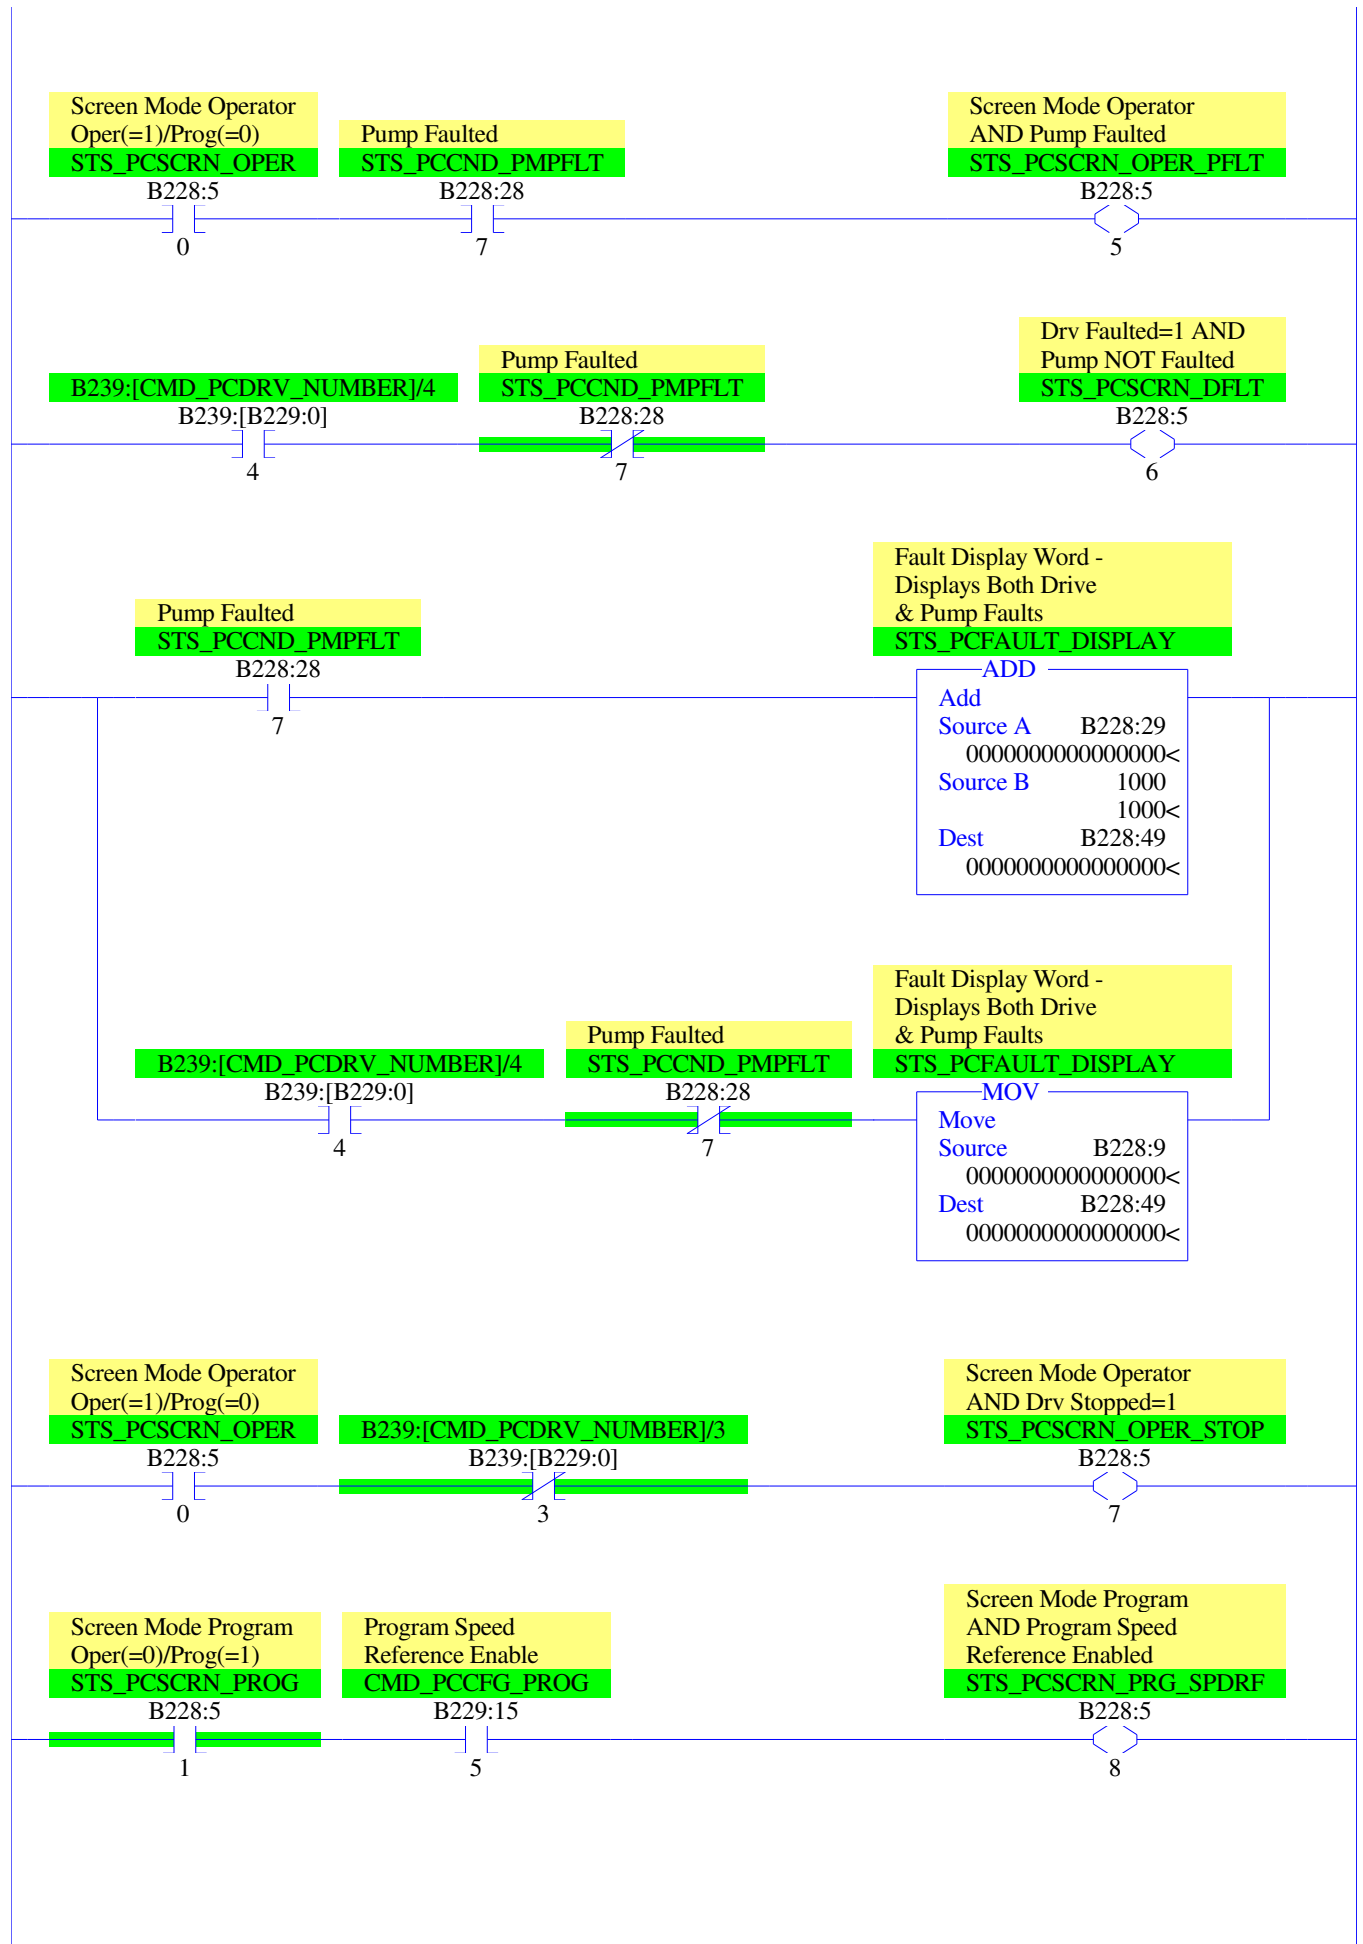 Screen Mode Operator
Oper(=1)/Prog(=0)
STS_PCSCRN_OPER
B228:5
0
Pump Faulted
STS_PCCND_PMPFLT
B228:28
7
Screen Mode Operator
AND Pump Faulted
STS_PCSCRN_OPER_PFLT
B228:5
5
B239:[CMD_PCDRV_NUMBER]/4
B239:[B229:0]
4
Pump Faulted
STS_PCCND_PMPFLT
B228:28
7
Drv Faulted=1 AND
Pump NOT Faulted
STS_PCSCRN_DFLT
B228:5
6
Pump Faulted
STS_PCCND_PMPFLT
B228:28
7
Fault Display Word -
Displays Both Drive
& Pump Faults
STS_PCFAULT_DISPLAY
ADD
Add
Source A B228:29
0000000000000000<
Source B 1000
1000<
Dest B228:49
0000000000000000<
B239:[CMD_PCDRV_NUMBER]/4
B239:[B229:0]
4
Pump Faulted
STS_PCCND_PMPFLT
B228:28
7
Fault Display Word -
Displays Both Drive
& Pump Faults
STS_PCFAULT_DISPLAY
MOV
Move
Source B228:9
0000000000000000<
Dest B228:49
0000000000000000<
Screen Mode Operator
Oper(=1)/Prog(=0)
STS_PCSCRN_OPER
B228:5
0
B239:[CMD_PCDRV_NUMBER]/3
B239:[B229:0]
3
Screen Mode Operator
AND Drv Stopped=1
STS_PCSCRN_OPER_STOP
B228:5
7
Screen Mode Program
Oper(=0)/Prog(=1)
STS_PCSCRN_PROG
B228:5
1
Program Speed
Reference Enable
CMD_PCCFG_PROG
B229:15
5
Screen Mode Program
AND Program Speed
Reference Enabled
STS_PCSCRN_PRG_SPDRF
B228:5
8